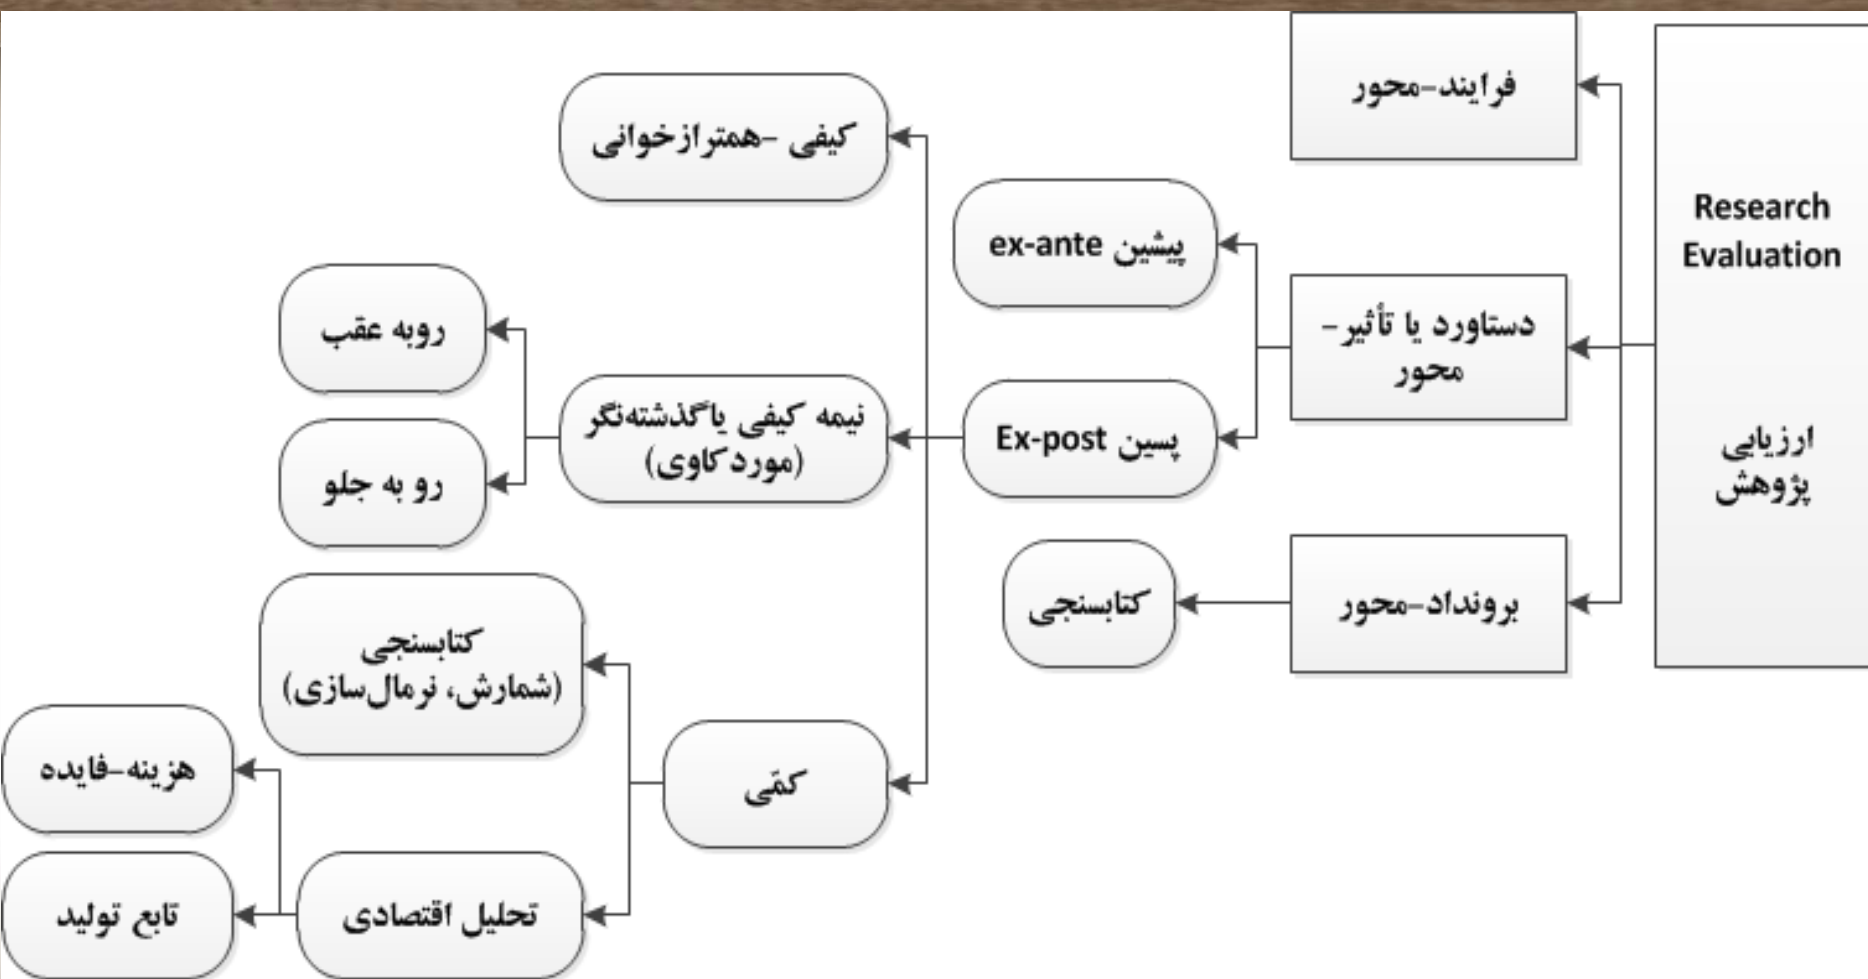 Research
Evaluation
ارزیابی
پژوهش
فرایند-محور
دستاورد یا تأثیر-
محور
برونداد-محور
پیشین ex-ante
پسین Ex-post
کتابسنجی
کیفی -همترازخوانی
نیمه کیفی یاگذشته‌نگر
(موردکاوی)
کمّی
روبه عقب
رو به جلو
کتابسنجی
(شمارش، نرمال‌سازی)
تحلیل اقتصادی
هزینه-فایده
تابع تولید